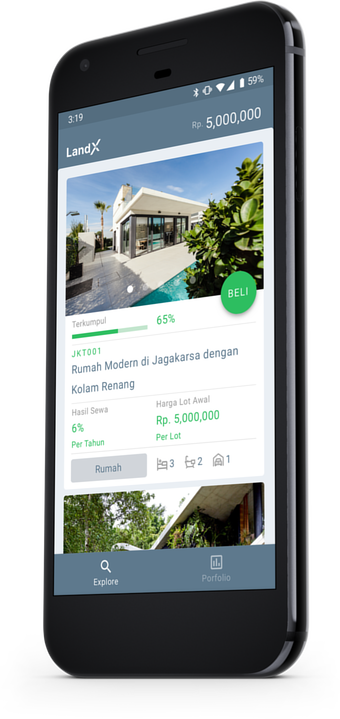 59%
3:19
Rp. 5,000,000
LandX
BELI
Terkumpul
65%
JKT001
Rumah Modern di Jagakarsa dengan
Kolam Renang
Hasil Sewa
Harga Lot Awal
6%
Rp. 5,000,000
Per Tahun
Per Lot
Rumah
3
2
1
Explore
Porfolio